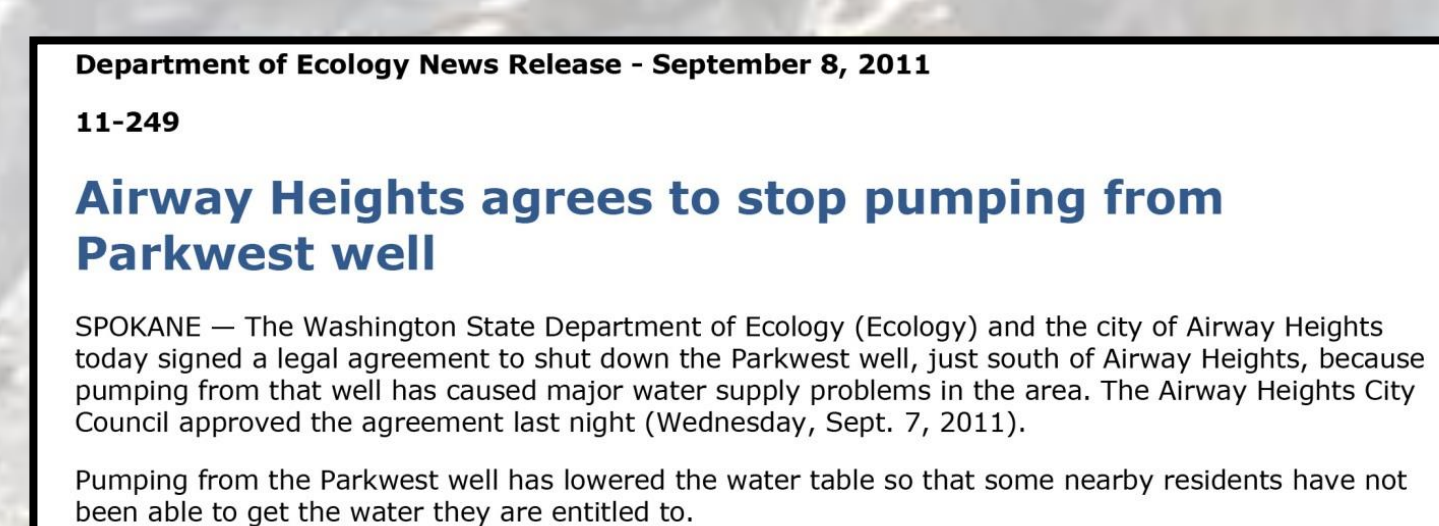 Department of Ecology News Release - September 8, 2011
11-249
Airway Heights agrees to stop pumping from
Parkwest well
SPOKANE — The Washington State Department of Ecology (Ecology) and the city of Airway Heights
today signed a legal agreement to shut down the Parkwest well, just south of Airway Heights, because
pumping from that well has caused major water supply problems in the area. The Airway Heights City
Council approved the agreement last night (Wednesday, Sept. 7, 2011).
Pumping from the Parkwest well has lowered the water table so that some nearby residents have not
been able to get the water they are entitled to.